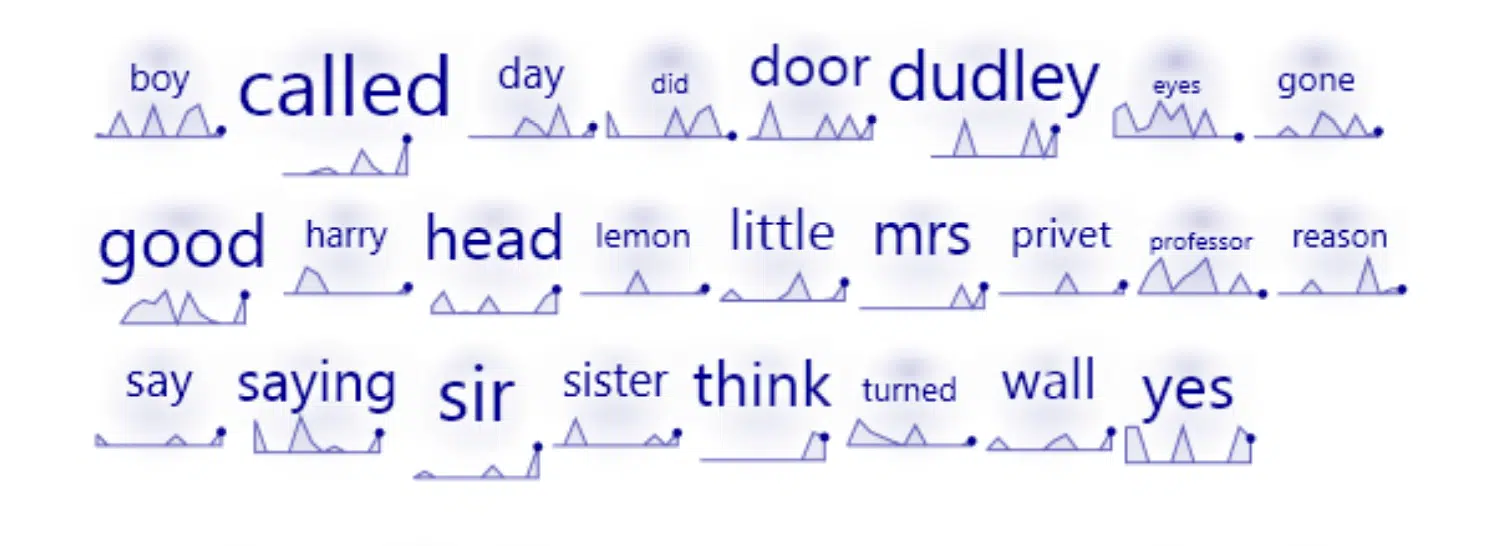 boy called day did door dudley eyes gone
good harry head lemon little mrs privet professor reason
say saying sir sister think turned wall yes